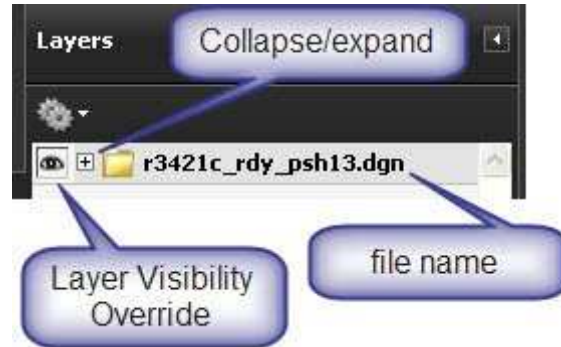 Layers
Collapse/expand
r3421c_rdy_psh13.dgn
Layer Visibility
Override
file name